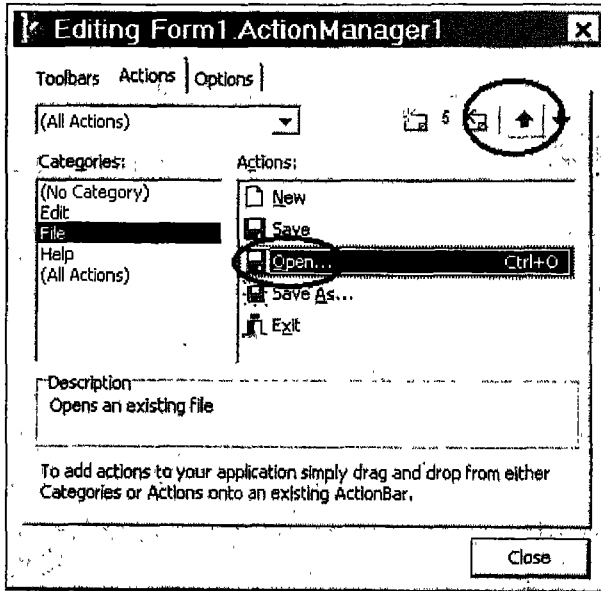 Editing Form1.ActionManager1
Toolbars Actions Options
(All Actions)
Categories: Actions:
(No Category)
Edit
File
Help
(All Actions)
New
Save
Open... Ctrl+O
Save As...
Exit
Description
Opens an existing file
To add actions to your application simply drag and drop from either
Categories or Actions onto an existing ActionBar.
Close